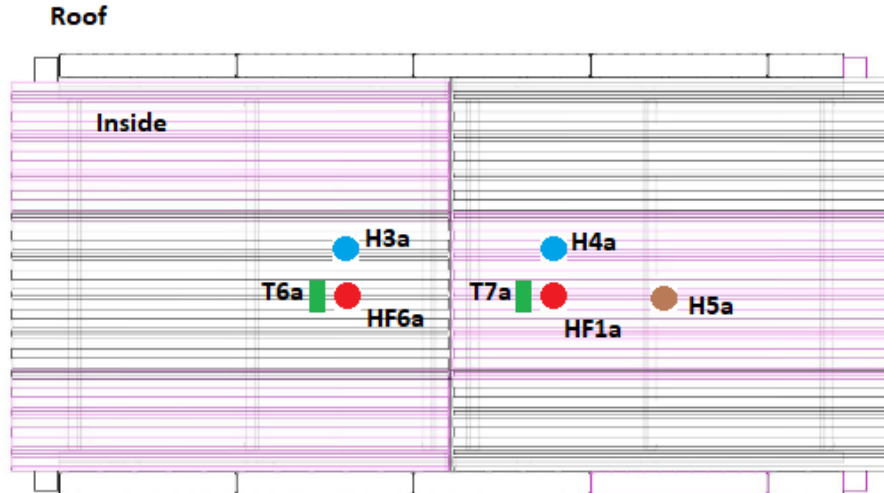 Roof
Inside
H3a
H4a
T6a
T7a
H5a
HF6a
HF1a